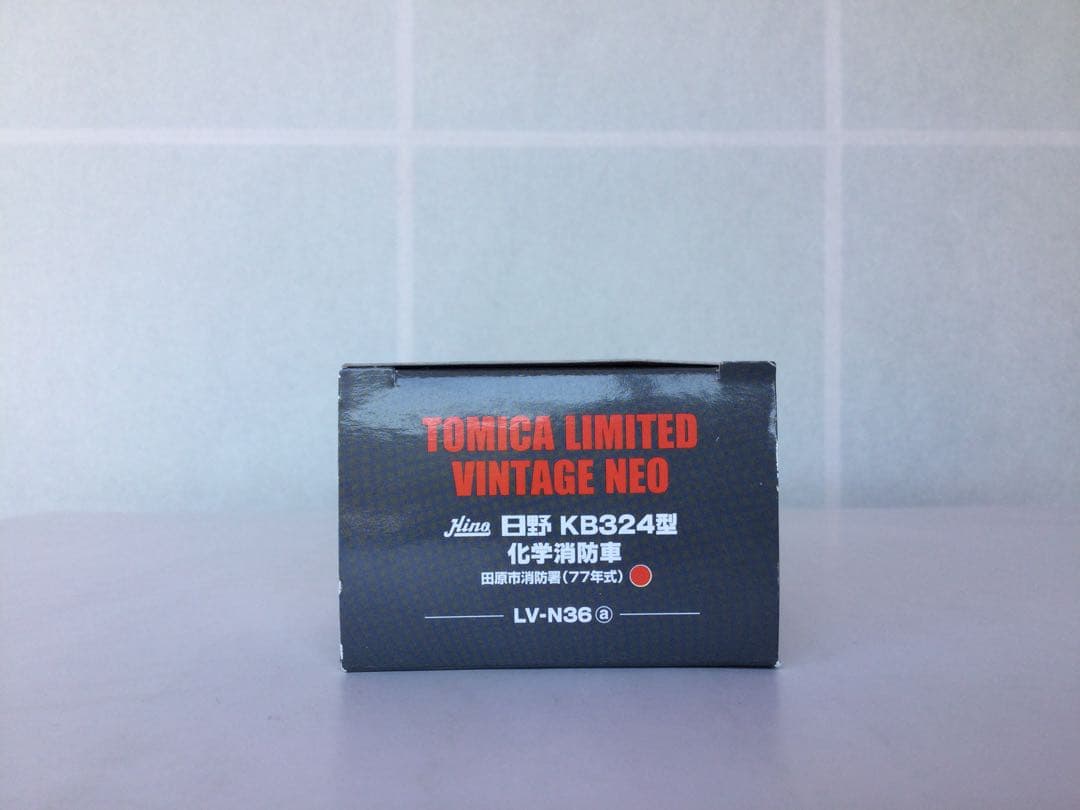 TOMICA LIMITED
VINTAGE NEO
Hino 日野 KB324型
化学消防車
田原市消防署(77年式)
LV-N36 ⓐ